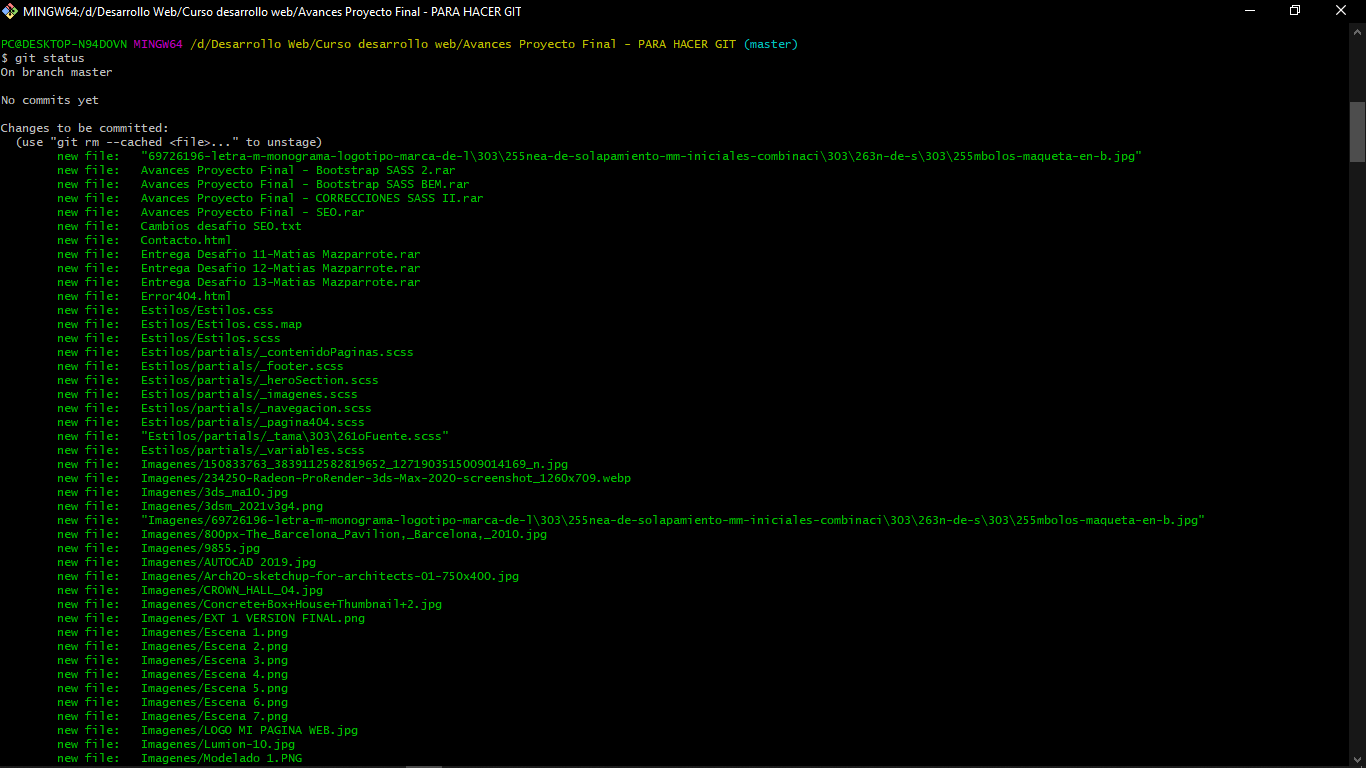 MINGW64:/d/Desarrollo Web/Curso desarrollo web/Avances Proyecto Final - PARA HACER GIT
PC@DESKTOP-N94DOVN MINGW64 /d/Desarrollo Web/Curso desarrollo web/Avances Proyecto Final - PARA HACER GIT (master)
$ git status
On branch master
No commits yet
Changes to be committed:
(use "git rm --cached <file>..." to unstage)
new file: "69726196-letra-m-monograma-logotipo-marca-de-l\303\255nea-de-solapamiento-mm-iniciales-combinaci\303\263n-de-s\303\255mbolos-maqueta-en-b.jpg"
new file: Avances Proyecto Final - Bootstrap SASS 2.rar
new file: Avances Proyecto Final - Bootstrap SASS BEM.rar
new file: Avances Proyecto Final - CORRECCIONES SASS II.rar
new file: Avances Proyecto Final - SEO.rar
new file: Cambios desafio SEO.txt
new file: Contacto.html
new file: Entrega Desafio 11-Matias Mazparrote.rar
new file: Entrega Desafio 12-Matias Mazparrote.rar
new file: Entrega Desafio 13-Matias Mazparrote.rar
new file: Error404.html
new file: Estilos/Estilos.css
new file: Estilos/Estilos.css.map
new file: Estilos/Estilos.scss
new file: Estilos/partials/_contenidoPaginas.scss
new file: Estilos/partials/_footer.scss
new file: Estilos/partials/_heroSection.scss
new file: Estilos/partials/_imagenes.scss
new file: Estilos/partials/_navegacion.scss
new file: Estilos/partials/_pagina404.scss
new file: "Estilos/partials/_tama\303\261oFuente.scss"
new file: Estilos/partials/_variables.scss
new file: Imagenes/150833763_3839112582819652_1271903515009014169_n.jpg
new file: Imagenes/234250-Radeon-ProRender-3ds-Max-2020-screenshot_1260x709.webp
new file: Imagenes/3ds_ma10.jpg
new file: Imagenes/3dsm_2021v3g4.png
new file: "Imagenes/69726196-letra-m-monograma-logotipo-marca-de-l\303\255nea-de-solapamiento-mm-iniciales-combinaci\303\263n-de-s\303\255mbolos-maqueta-en-b.jpg"
new file: Imagenes/800px-The_Barcelona_Pavilion,_Barcelona,_2010.jpg
new file: Imagenes/9855.jpg
new file: Imagenes/AUTOCAD 2019.jpg
new file: Imagenes/Arch20-sketchup-for-architects-01-750x400.jpg
new file: Imagenes/CROWN_HALL_04.jpg
new file: Imagenes/Concrete+Box+House+Thumbnail+2.jpg
new file: Imagenes/EXT 1 VERSION FINAL.png
new file: Imagenes/Escena 1.png
new file: Imagenes/Escena 2.png
new file: Imagenes/Escena 3.png
new file: Imagenes/Escena 4.png
new file: Imagenes/Escena 5.png
new file: Imagenes/Escena 6.png
new file: Imagenes/Escena 7.png
new file: Imagenes/LOGO MI PAGINA WEB.jpg
new file: Imagenes/Lumion-10.jpg
new file: Imagenes/Modelado 1.PNG